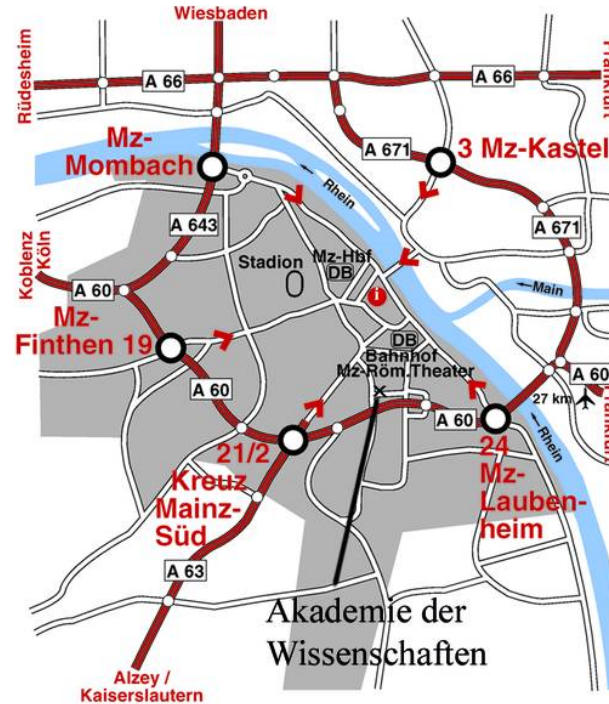 Wiesbaden
Rüdesheim
A 66
A 66
Frankfurt
Mz-
Mombach
A 671
3 Mz-Kastel
Rhein
A 643
A 671
Koblenz
Köln
Stadion
Mz-Hbf
DB
A 60
i
Main
Mz-
Finthen 19
DB
Bahnhof
Mz-Röm.Theater
A 60
A 60
27 km
Frankfurt
A 60
Rhein
21/2
Kreuz
Mainz-
Süd
24
Mz-
Lauben-
heim
A 63
Akademie der
Wissenschaften
Alzey /
Kaiserslautern